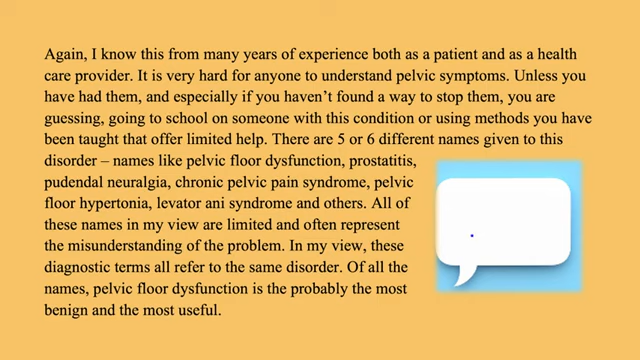 Again, I know this from many years of experience both as a patient and as a health
care provider. It is very hard for anyone to understand pelvic symptoms. Unless you
have had them, and especially if you haven’t found a way to stop them, you are
guessing, going to school on someone with this condition or using methods you have
been taught that offer limited help. There are 5 or 6 different names given to this
disorder – names like pelvic floor dysfunction, prostatitis,
pudendal neuralgia, chronic pelvic pain syndrome, pelvic
floor hypertonia, levator ani syndrome and others. All of
these names in my view are limited and often represent
the misunderstanding of the problem. In my view, these
diagnostic terms all refer to the same disorder. Of all the
names, pelvic floor dysfunction is the probably the most
benign and the most useful.